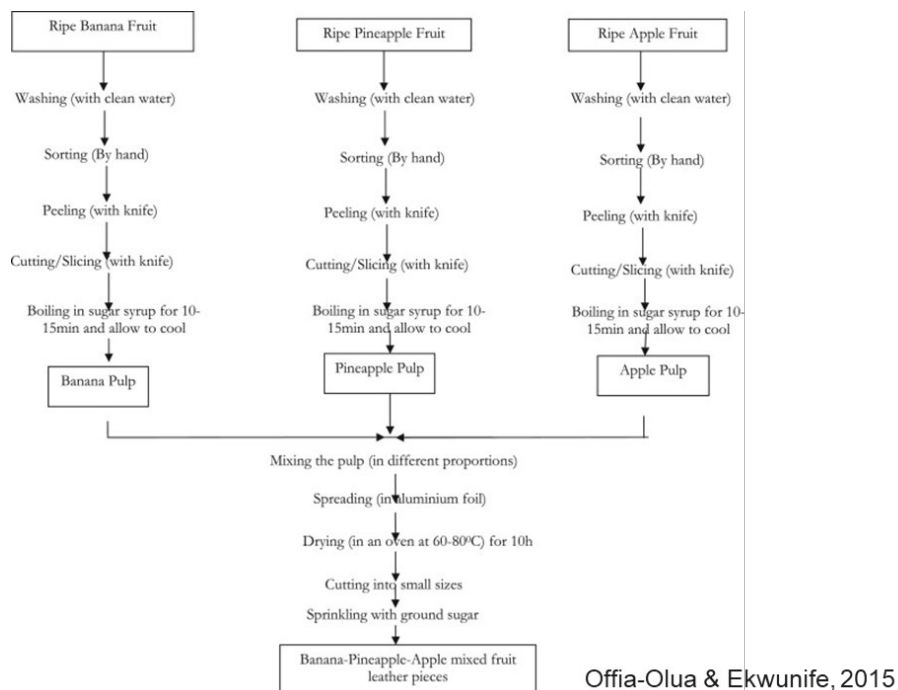 Ripe Banana Fruit
Washing (with clean water)
Sorting (By hand)
Peeling (with knife)
Cutting/Slicing (with knife)
Boiling in sugar syrup for 10-
15min and allow to cool
Banana Pulp
Ripe Pineapple Fruit
Washing (with clean water)
Sorting (By hand)
Peeling (with knife)
Cutting/Slicing (with knife)
Boiling in sugar syrup for 10-
15min and allow to cool
Pineapple Pulp
Ripe Apple Fruit
Washing (with clean water)
Sorting (By hand)
Peeling (with knife)
Cutting/Slicing (with knife)
Boiling in sugar syrup for 10-
15min and allow to cool
Apple Pulp
Mixing the pulp (in different proportions)
Spreading (in aluminium foil)
Drying (in an oven at 60-80⁰C) for 10h
Cutting into small sizes
Sprinkling with ground sugar
Banana-Pineapple-Apple mixed fruit
leather pieces
Offia-Olua & Ekwunife, 2015